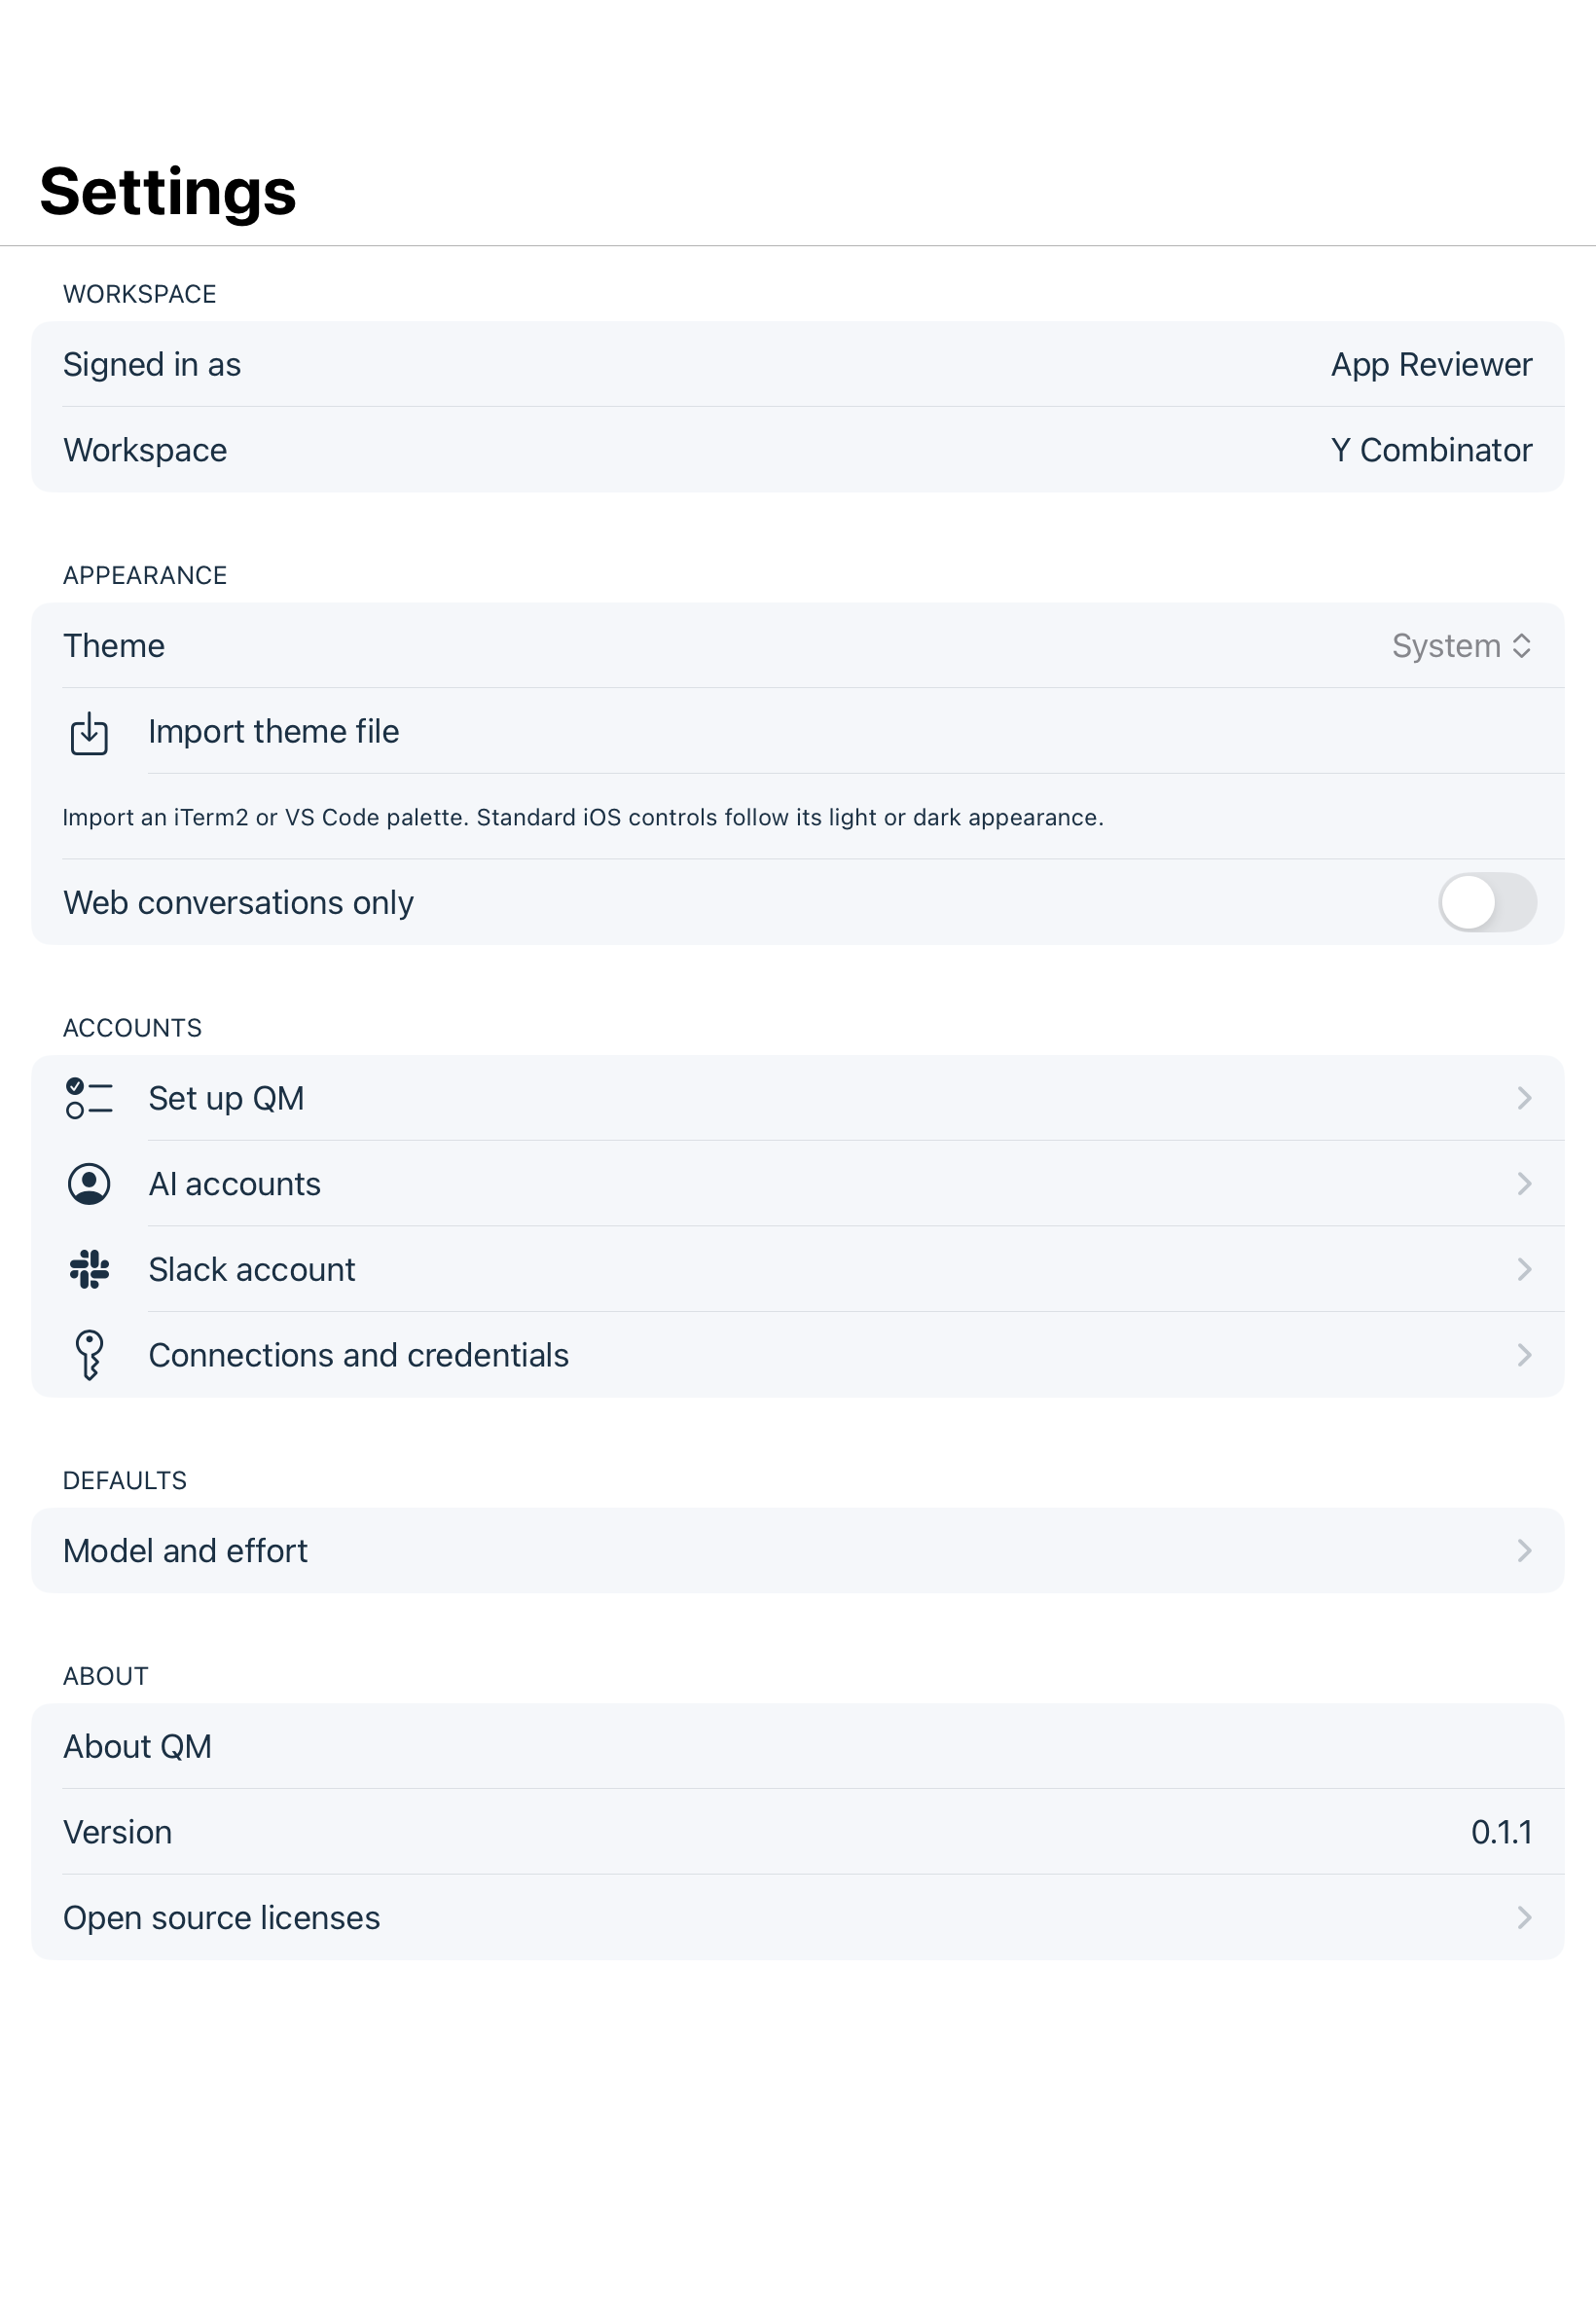 Settings
WORKSPACE
Signed in as App Reviewer
Workspace Y Combinator
APPEARANCE
Theme System
Import theme file
Import an iTerm2 or VS Code palette. Standard iOS controls follow its light or dark appearance.
Web conversations only
ACCOUNTS
Set up QM
AI accounts
Slack account
Connections and credentials
DEFAULTS
Model and effort
ABOUT
About QM
Version 0.1.1
Open source licenses